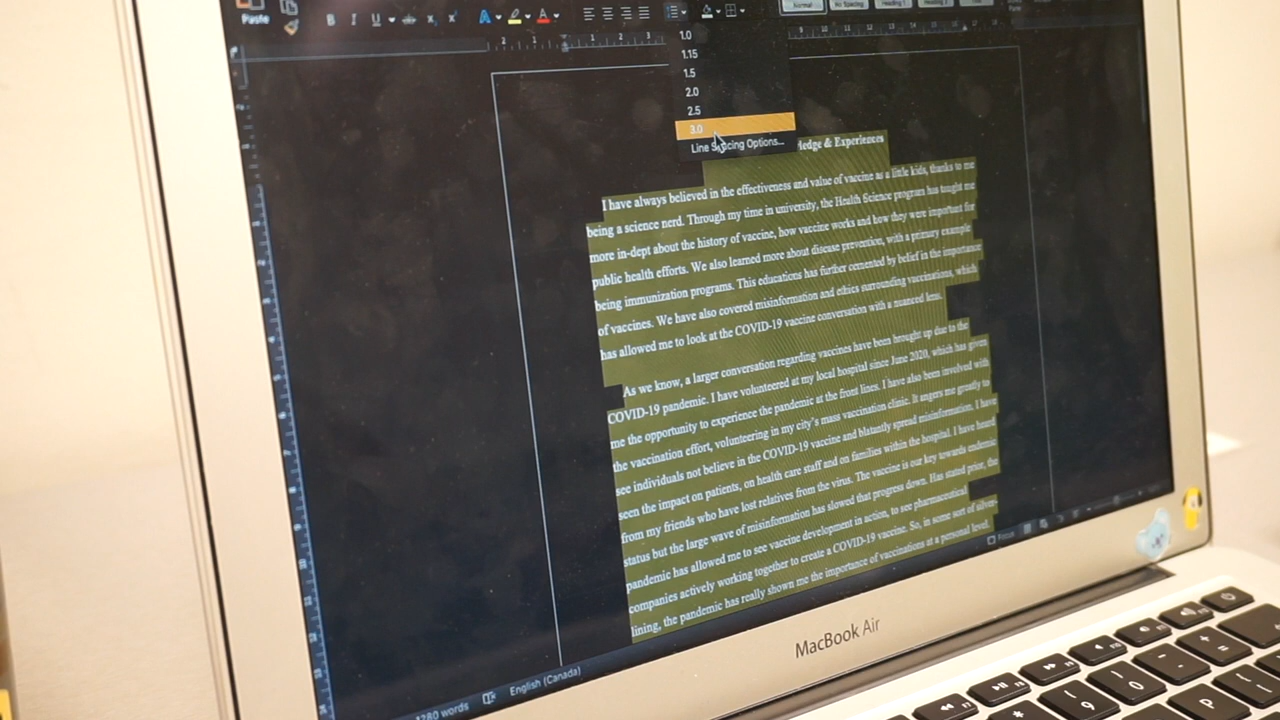 Paste
B I U
Normal
No Spacing
Heading 1
1.0
1.15
1.5
2.0
2.5
3.0
Line Spacing Options...
ledge & Experiences
I have always believed in the effectiveness and value of vaccine as a little kids, thanks to me
being a science nerd. Through my time in university, the Health Science program has taught me
more in-dept about the history of vaccine, how vaccine works and how they were important for
public health efforts. We also learned more about disease prevention, with a primary example
being immunization programs. This educations has further cemented by belief in the importance
of vaccines. We have also covered misinformation and ethics surrounding vaccinations, which
has allowed me to look at the COVID-19 vaccine conversation with a nuanced lens.
As we know, a larger conversation regarding vaccines have been brought up due to the
COVID-19 pandemic. I have volunteered at my local hospital since June 2020, which has given
me the opportunity to experience the pandemic at the front lines. I have also been involved with
the vaccination effort, volunteering in my city's mass vaccination clinic. It angers me greatly to
see individuals not believe in the COVID-19 vaccine and blatantly spread misinformation. I have
seen the impact on patients, on health care staff and on families within the hospital. I have heard
from my friends who have lost relatives from the virus. The vaccine is our key towards endemic
status but the large wave of misinformation has slowed that progress down. Has stated prior, the
pandemic has allowed me to see vaccine development in action, to see pharmaceutical
companies actively working together to create a COVID-19 vaccine. So, in some sort of silver-
lining, the pandemic has really shown me the importance of vaccinations at a personal level.
Focus
1280 words
English (Canada)
MacBook Air